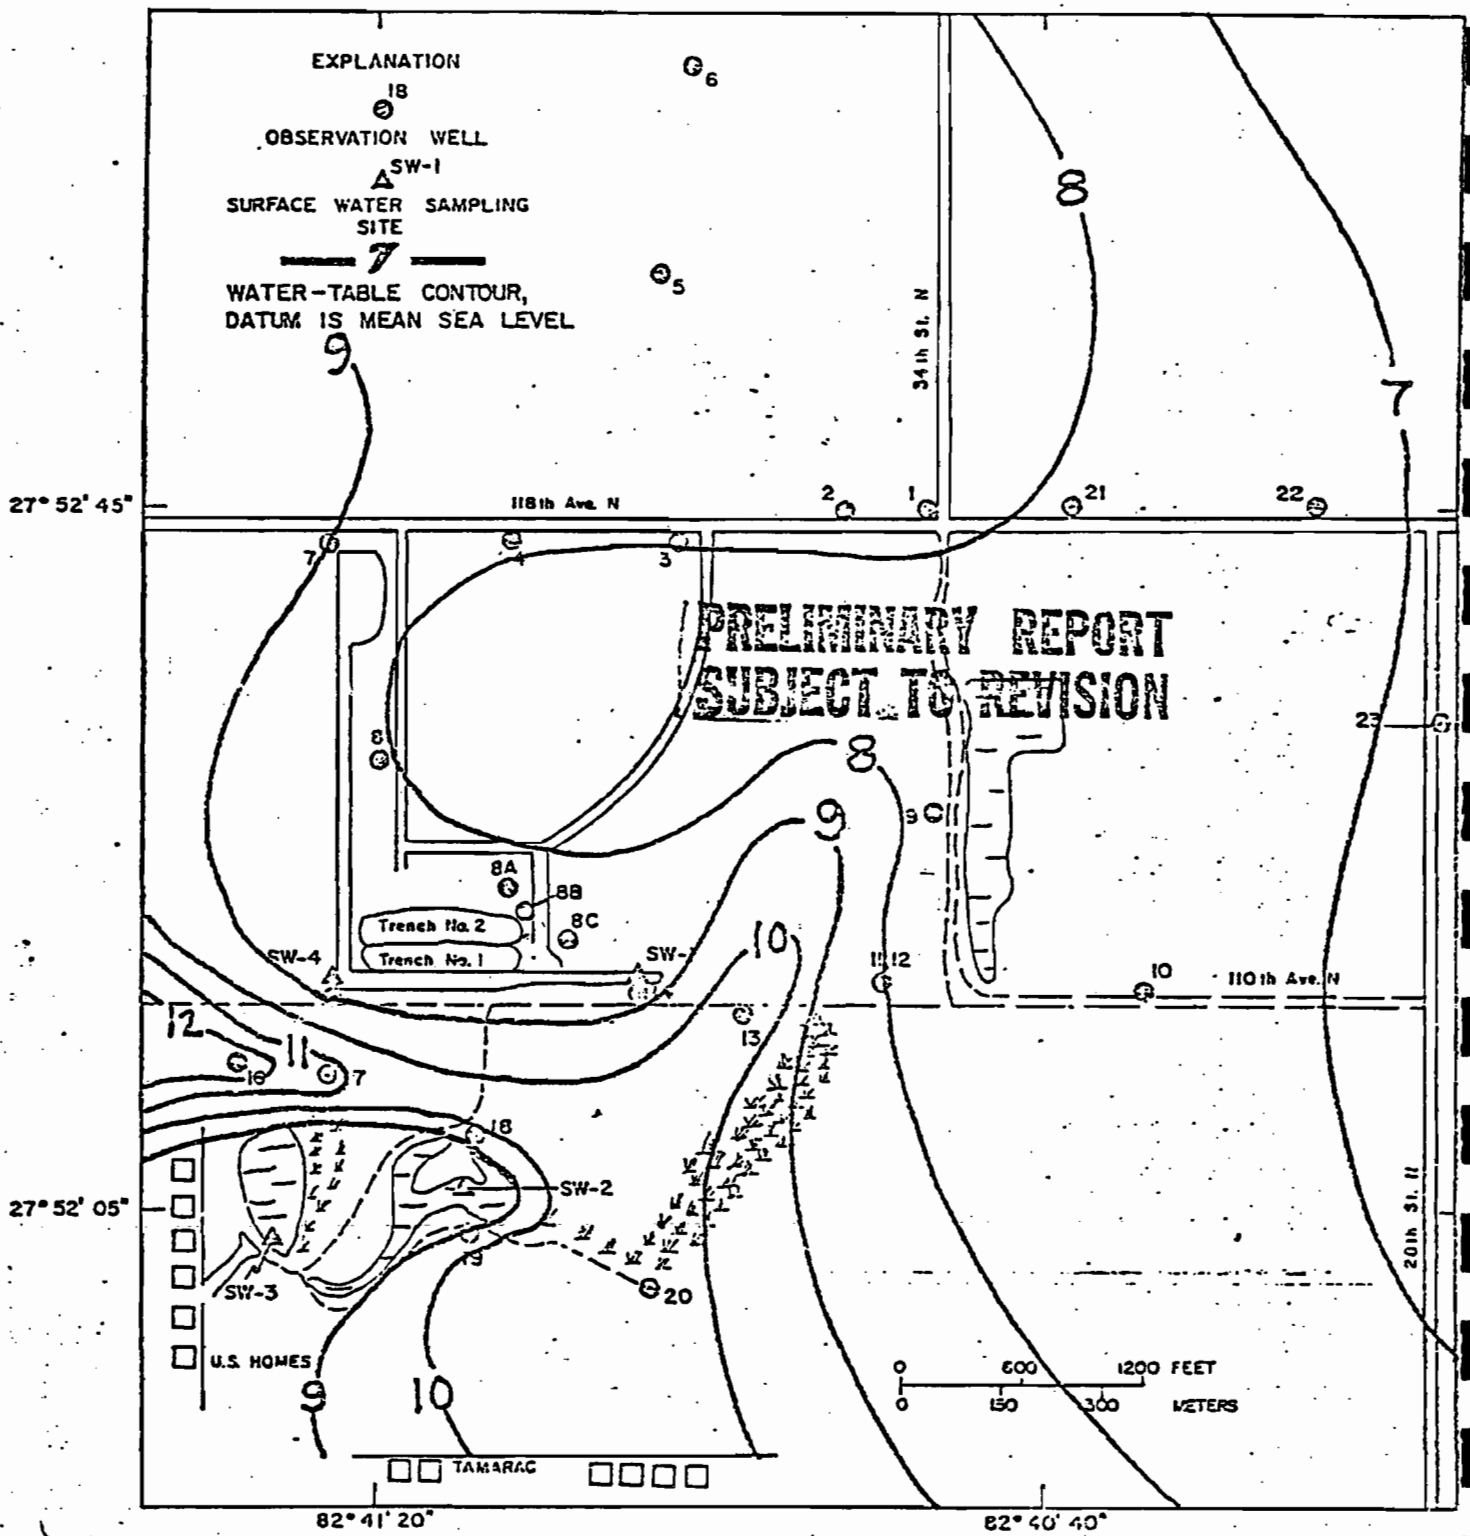 EXPLANATION
18
OBSERVATION WELL
SW-1
SURFACE WATER SAMPLING
SITE
7
WATER-TABLE CONTOUR,
DATUM IS MEAN SEA LEVEL
6
5
8
34th St. N
9
7
27° 52' 45"
118th Ave. N
2
1
21
22
7
4
3
PRELIMINARY REPORT
SUBJECT TO REVISION
23
8
8
9
9
8A
8B
8C
Trench No. 2
Trench No. 1
10
SW-4
11
12
10
110th Ave. N
12
11
13
16
17
18
SW-2
27° 52' 05"
19
20
SW-3
20th St. N
U.S. HOMES
9
10
0 600 1200 FEET
0 150 300 METERS
TAMARAC
82° 41' 20"
82° 40' 40"